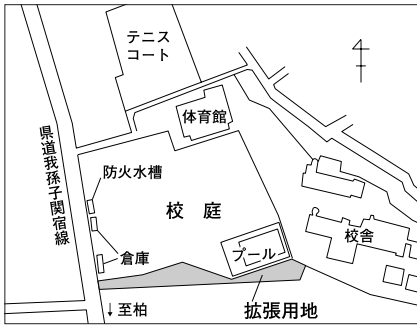 テニス
コート
体育館
県道我孫子関宿線
防火水槽
校庭
倉庫
プール
校舎
↓至柏
拡張用地